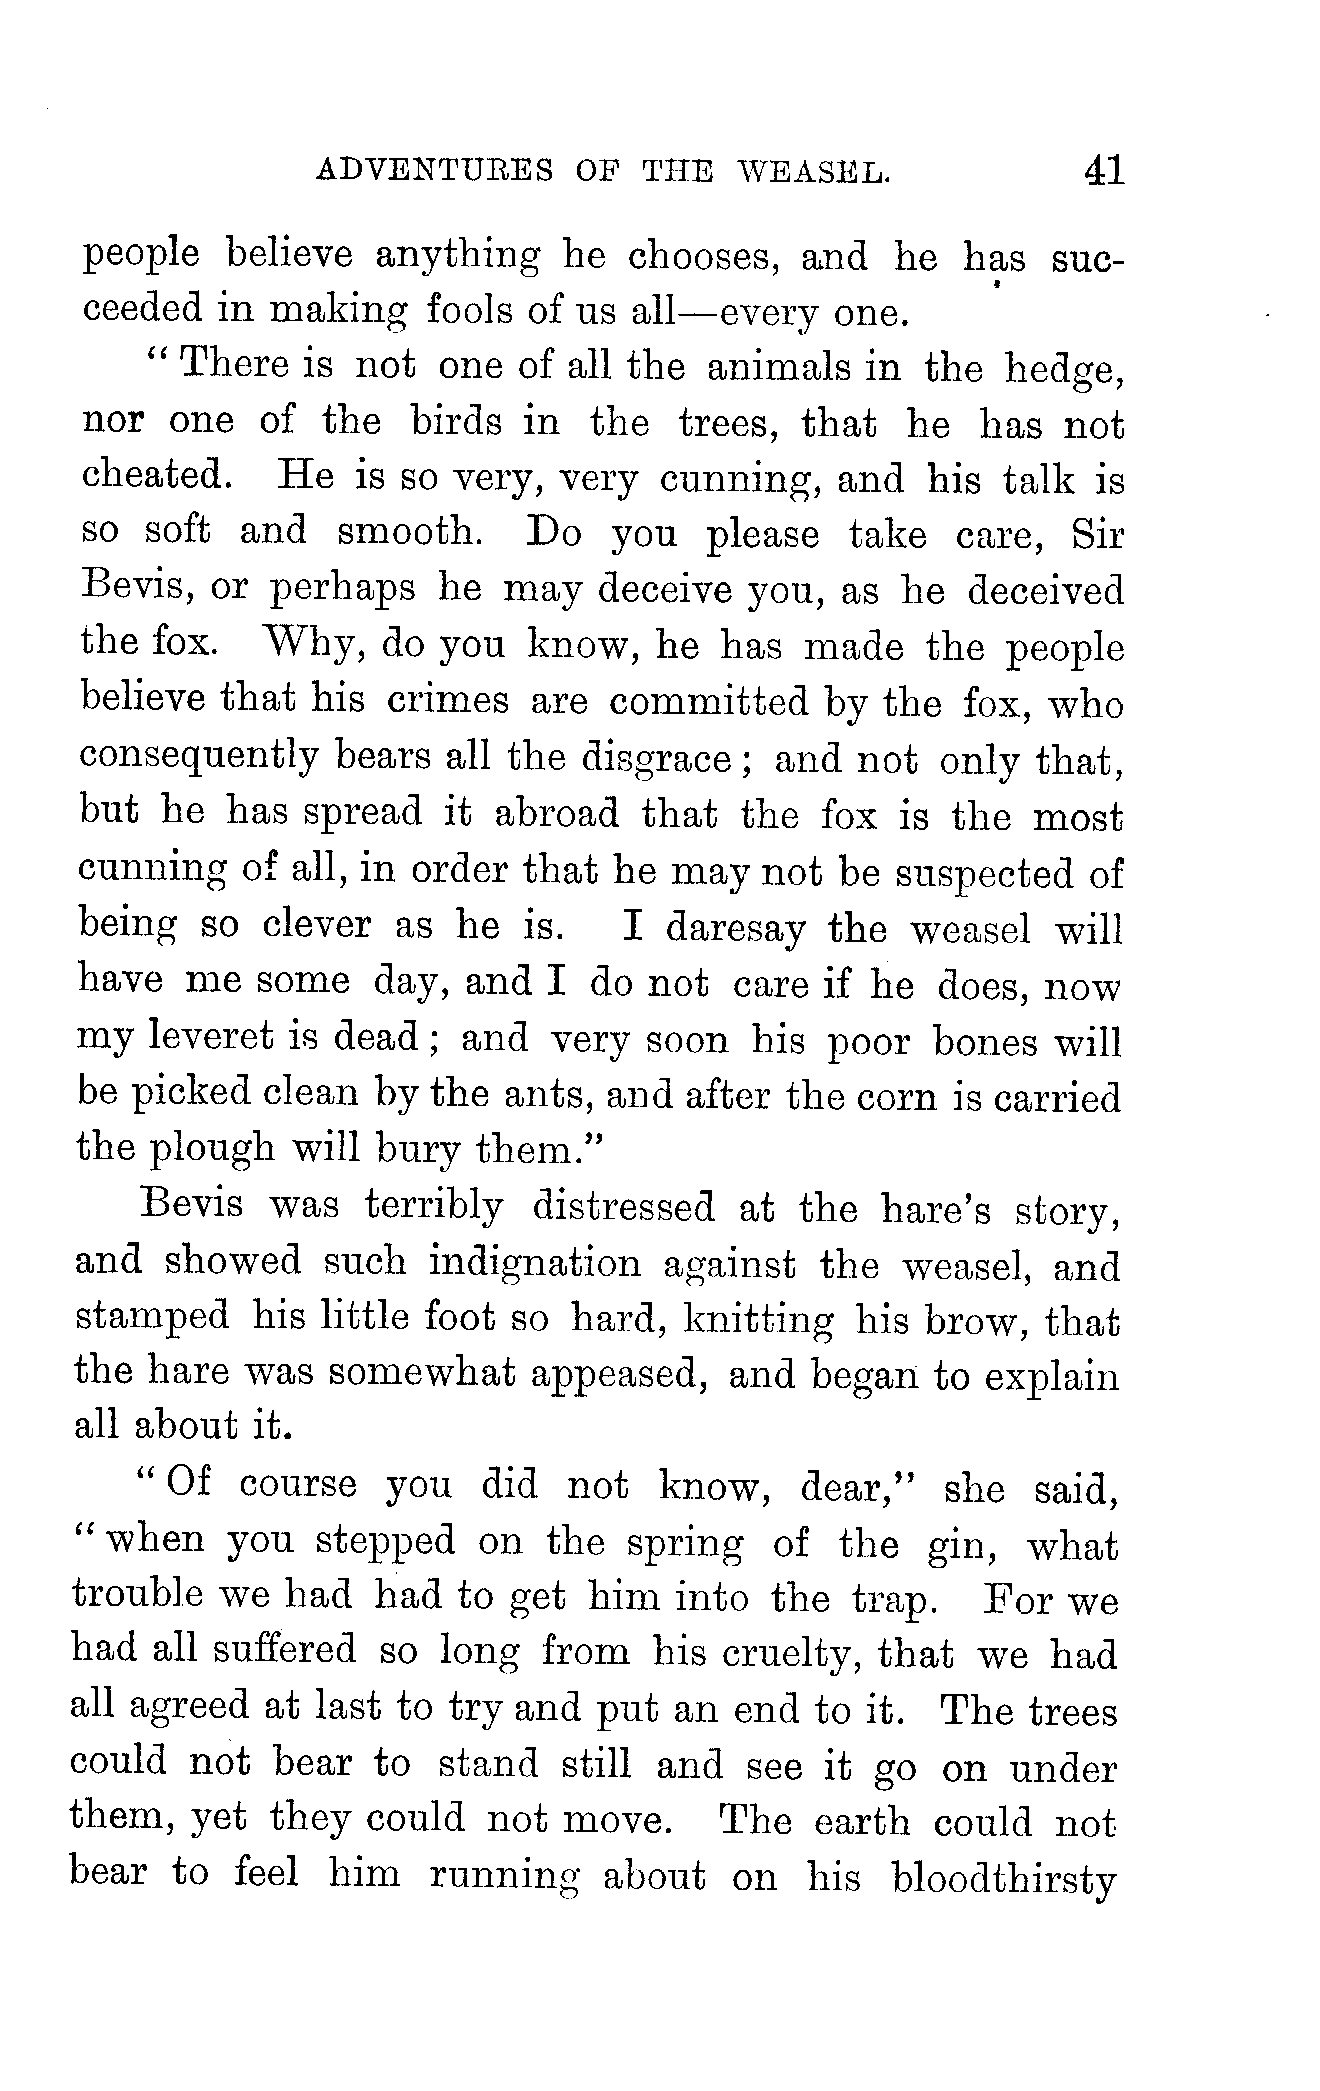 ADVENTURES OF THE WEASEL. 41
people believe anything he chooses, and he has suc-
ceeded in making fools of us all—every one.
“ There is not one of all the animals in the hedge,
nor one of the birds in the trees, that he has not
cheated. He is so very, very cunning, and his talk is
so soft and smooth. Do you please take care, Sir
Bevis, or perhaps he may deceive you, as he deceived
the fox. Why, do you know, he has made the people
believe that his crimes are committed by the fox, who
consequently bears all the disgrace ; and not only that,
but he has spread it abroad that the fox is the most
cunning of all, in order that he may not be suspected of
being so clever as he is. I daresay the weasel will
have me some day, and I do not care if he does, now
my leveret is dead ; and very soon his poor bones will
be picked clean by the ants, and after the corn is carried
the plough will bury them.”
Bevis was terribly distressed at the hare’s story,
and showed such indignation against the weasel, and
stamped his little foot so hard, knitting his brow, that
the hare was somewhat appeased, and began to explain
all about it.
“ Of course you did not know, dear,” she said,
“ when you stepped on the spring of the gin, what
trouble we had had to get him into the trap. For we
had all suffered so long from his cruelty, that we had
all agreed at last to try and put an end to it. The trees
could not bear to stand still and see it go on under
them, yet they could not move. The earth could not
bear to feel him running about on his bloodthirsty